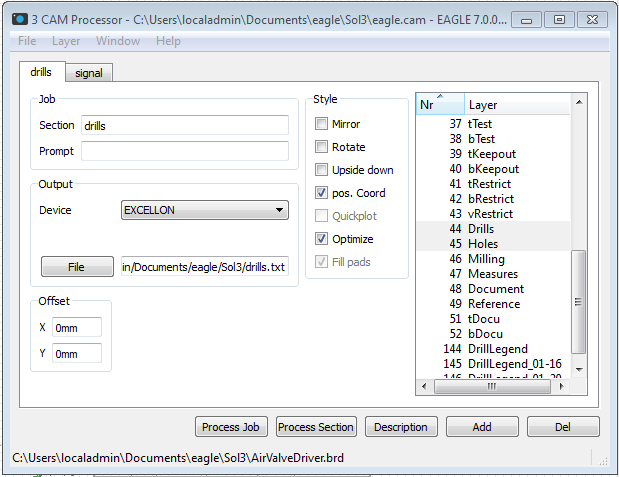 3 CAM Processor - C:\Users\localadmin\Documents\eagle\Sol3\eagle.cam - EAGLE 7.0.0...
File Layer Window Help
drills signal
Job
Section drills
Prompt
Output
Device EXCELLON
File in/Documents/eagle/Sol3/drills.txt
Offset
X 0mm
Y 0mm
Style
Mirror
Rotate
Upside down
pos. Coord
Quickplot
Optimize
Fill pads
Nr Layer
37 tTest
38 bTest
39 tKeepout
40 bKeepout
41 tRestrict
42 bRestrict
43 vRestrict
44 Drills
45 Holes
46 Milling
47 Measures
48 Document
49 Reference
51 tDocu
52 bDocu
144 DrillLegend
145 DrillLegend_01-16
146 DrillLegend_01-20
Process Job Process Section Description Add Del
C:\Users\localadmin\Documents\eagle\Sol3\AirValveDriver.brd